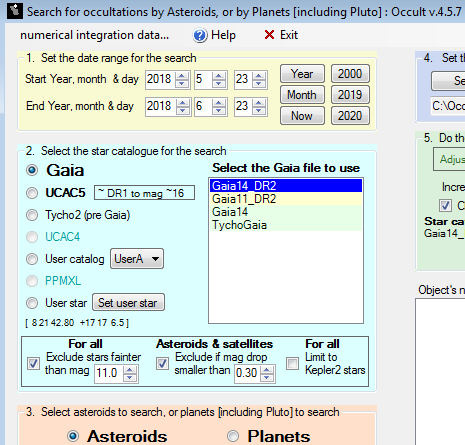 Search for occultations by Asteroids, or by Planets [including Pluto] : Occult v.4.5.7
numerical integration data... ? Help X Exit
1. Set the date range for the search
Start Year, month & day 2018 5 23
End Year, month & day 2018 6 23
Year 2000
Month 2019
Now 2020
2. Select the star catalogue for the search
Gaia
UCAC5 ~ DR1 to mag ~16
Tycho2 (pre Gaia)
UCAC4
User catalog UserA
PPMXL
User star Set user star
[ 8 21 42.80 +17 17 6.5 ]
Select the Gaia file to use
Gaia14_DR2
Gaia11_DR2
Gaia14
TychoGaia
For all
Exclude stars fainter
than mag 11.0
Asteroids & satellites
Exclude if mag drop
smaller than 0.30
For all
Limit to
Kepler2 stars
3. Select asteroids to search, or planets [including Pluto] to search
Asteroids Planets
4. Set th
Se
C:\Occ
5. Do the
Adjus
Incre
C
Star ca
Gaia14_
Object's n